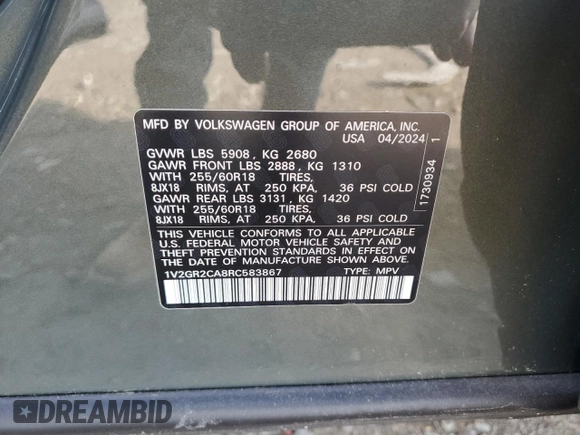 MFD BY VOLKSWAGEN GROUP OF AMERICA, INC.
USA 04/2024
GVWR LBS 5908, KG 2680
GAWR FRONT LBS 2888, KG 1310
WITH 255/60R18 TIRES,
8JX18 RIMS, AT 250 KPA, 36 PSI COLD
GAWR REAR LBS 3131, KG 1420
WITH 255/60R18 TIRES,
8JX18 RIMS, AT 250 KPA, 36 PSI COLD
THIS VEHICLE CONFORMS TO ALL APPLICABLE
U.S. FEDERAL MOTOR VEHICLE SAFETY AND
THEFT PREVENTION STANDARDS IN EFFECT ON
THE DATE OF MANUFACTURE SHOWN ABOVE.
1V2GR2CA8RC583867 TYPE: MPV
1730934 1
DREAMBID